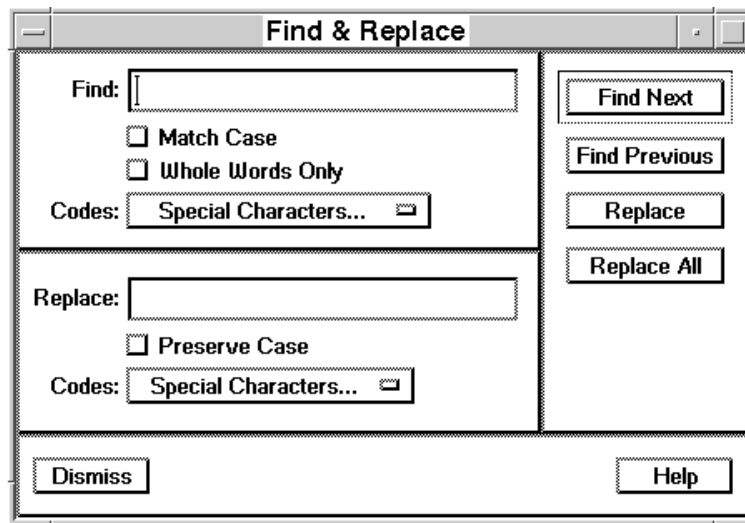 Find & Replace
Find:
Match Case
Whole Words Only
Codes: Special Characters...
Replace:
Preserve Case
Codes: Special Characters...
Find Next
Find Previous
Replace
Replace All
Dismiss
Help